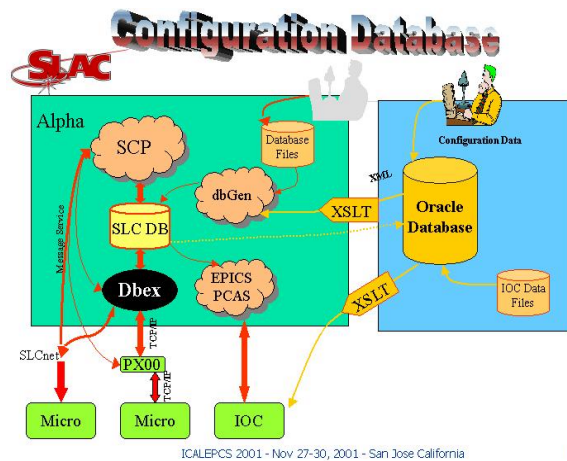 Configuration Database
SLAC
Alpha
SCP
Database
Files
Configuration Data
dbGen
XML
XSLT
Oracle
Database
Message Service
SLC DB
EPICS
PCAS
XSLT
IOC Data
Files
Dbex
TCP/IP
SLCnet
PX00
TCP/IP
Micro
Micro
IOC
ICALEPCS 2001 - Nov 27-30, 2001 - San Jose California